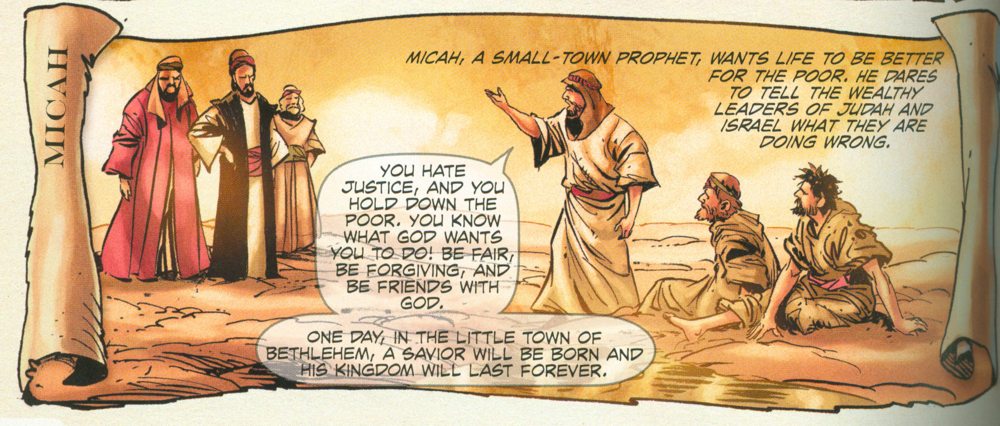 MICAH
MICAH, A SMALL-TOWN PROPHET, WANTS LIFE TO BE BETTER
FOR THE POOR. HE DARES
TO TELL THE WEALTHY
LEADERS OF JUDAH AND
ISRAEL WHAT THEY ARE
DOING WRONG.
YOU HATE
JUSTICE, AND YOU
HOLD DOWN THE
POOR. YOU KNOW
WHAT GOD WANTS
YOU TO DO! BE FAIR,
BE FORGIVING, AND
BE FRIENDS WITH
GOD.
ONE DAY, IN THE LITTLE TOWN OF
BETHLEHEM, A SAVIOR WILL BE BORN AND
HIS KINGDOM WILL LAST FOREVER.